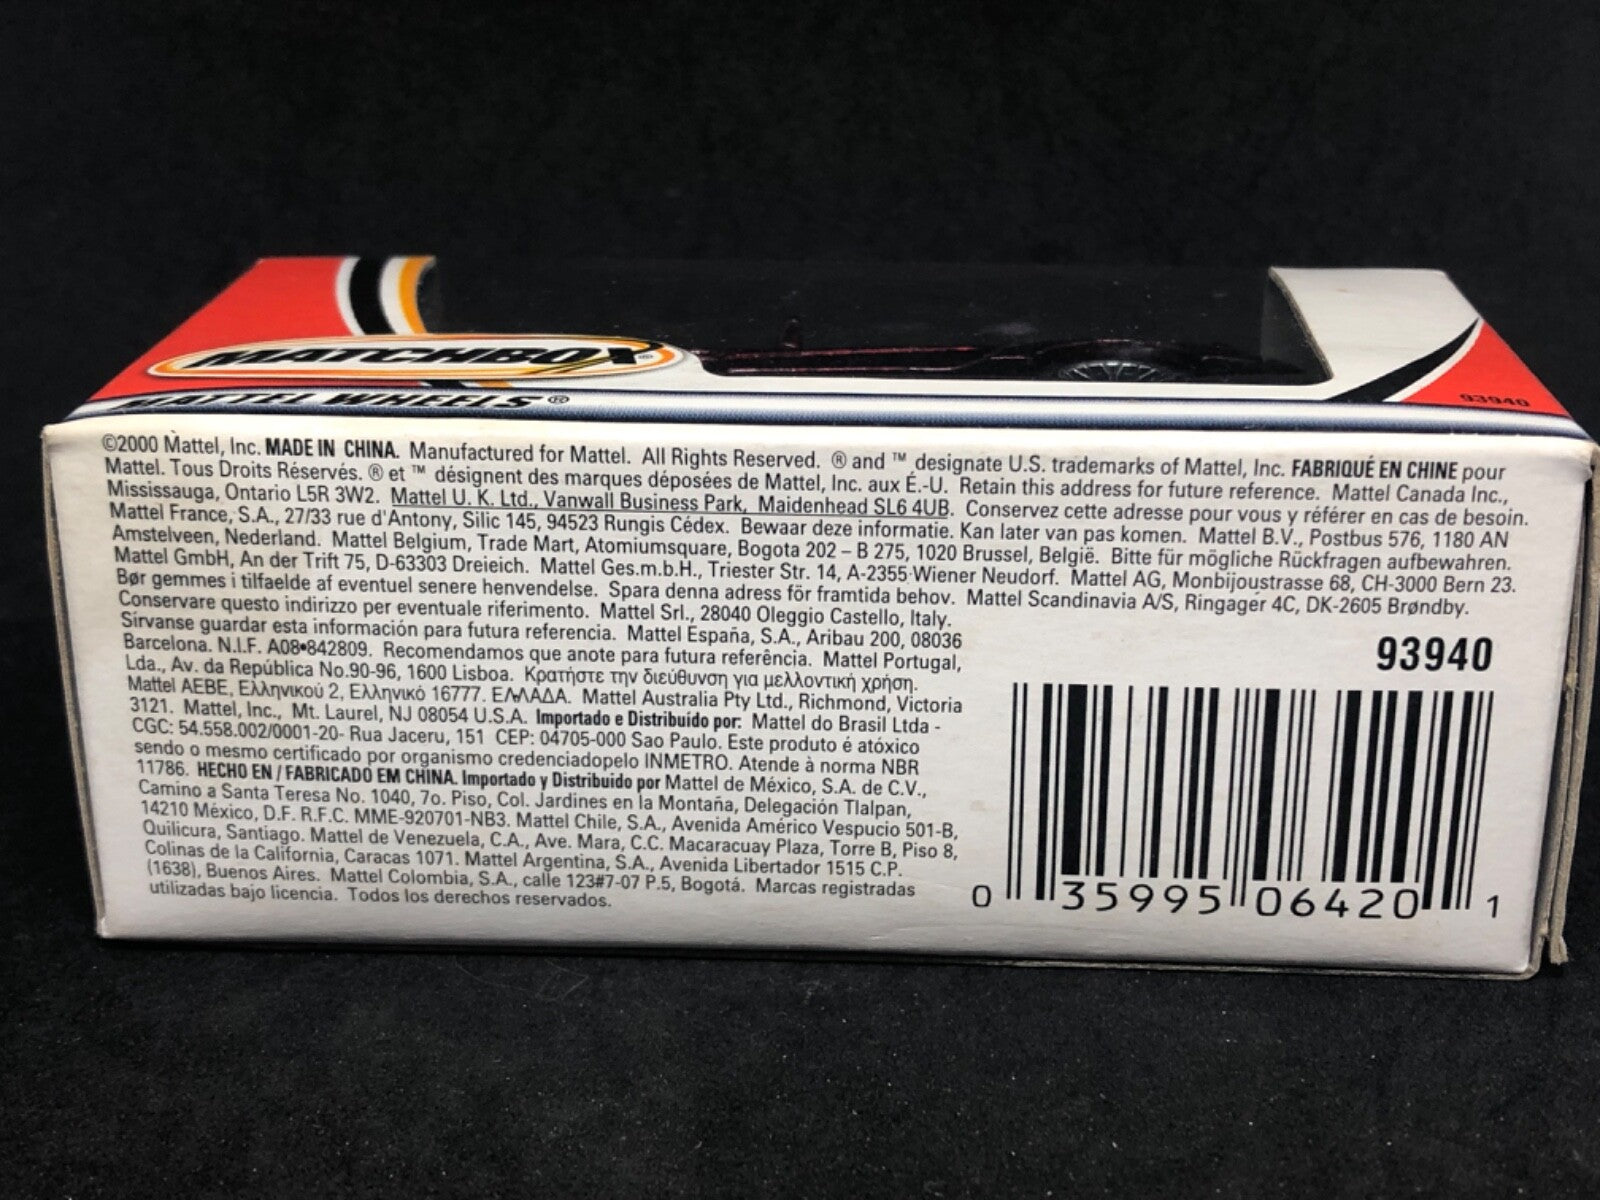 MATCHBOX®
MATTEL WHEELS®
93940
©2000 Mattel, Inc. MADE IN CHINA. Manufactured for Mattel. All Rights Reserved. ® and ™ designate U.S. trademarks of Mattel, Inc. FABRIQUÉ EN CHINE pour
Mattel. Tous Droits Réservés. ® et ™ désignent des marques déposées de Mattel, Inc. aux É.-U. Retain this address for future reference. Mattel Canada Inc.,
Mississauga, Ontario L5R 3W2. Mattel U. K. Ltd., Vanwall Business Park, Maidenhead SL6 4UB. Conservez cette adresse pour vous y référer en cas de besoin.
Mattel France, S.A., 27/33 rue d'Antony, Silic 145, 94523 Rungis Cédex. Bewaar deze informatie. Kan later van pas komen. Mattel B.V., Postbus 576, 1180 AN
Amstelveen, Nederland. Mattel Belgium, Trade Mart, Atomiumsquare, Bogota 202 – B 275, 1020 Brussel, België. Bitte für mögliche Rückfragen aufbewahren.
Mattel GmbH, An der Trift 75, D-63303 Dreieich. Mattel Ges.m.b.H., Triester Str. 14, A-2355 Wiener Neudorf. Mattel AG, Monbijoustrasse 68, CH-3000 Bern 23.
Bør gemmes i tilfaelde af eventuel senere henvendelse. Spara denna adress för framtida behov. Mattel Scandinavia A/S, Ringager 4C, DK-2605 Brøndby.
Conservare questo indirizzo per eventuale riferimento. Mattel Srl., 28040 Oleggio Castello, Italy.
Sírvanse guardar esta información para futura referencia. Mattel España, S.A., Aribau 200, 08036
Barcelona. N.I.F. A08•842809. Recomendamos que anote para futura referência. Mattel Portugal,
Lda., Av. da República No.90-96, 1600 Lisboa. Κρατήστε την διεύθυνση για μελλοντική χρήση.
Mattel AEBE, Ελληνικού 2, Ελληνικό 16777. ΕΛΛΑΔΑ. Mattel Australia Pty Ltd., Richmond, Victoria
3121. Mattel, Inc., Mt. Laurel, NJ 08054 U.S.A. Importado e Distribuído por: Mattel do Brasil Ltda -
CGC: 54.558.002/0001-20- Rua Jaceru, 151 CEP: 04705-000 Sao Paulo. Este produto é atóxico
sendo o mesmo certificado por organismo credenciadopelo INMETRO. Atende à norma NBR
11786. HECHO EN / FABRICADO EM CHINA. Importado y Distribuido por Mattel de México, S.A. de C.V.,
Camino a Santa Teresa No. 1040, 7o. Piso, Col. Jardines en la Montaña, Delegación Tlalpan,
14210 México, D.F. R.F.C. MME-920701-NB3. Mattel Chile, S.A., Avenida Américo Vespucio 501-B,
Quilicura, Santiago. Mattel de Venezuela, C.A., Ave. Mara, C.C. Macaracuay Plaza, Torre B, Piso 8,
Colinas de la California, Caracas 1071. Mattel Argentina, S.A., Avenida Libertador 1515 C.P.
(1638), Buenos Aires. Mattel Colombia, S.A., calle 123#7-07 P.5, Bogotá. Marcas registradas
utilizadas bajo licencia. Todos los derechos reservados.
93940
0 35995 06420 1